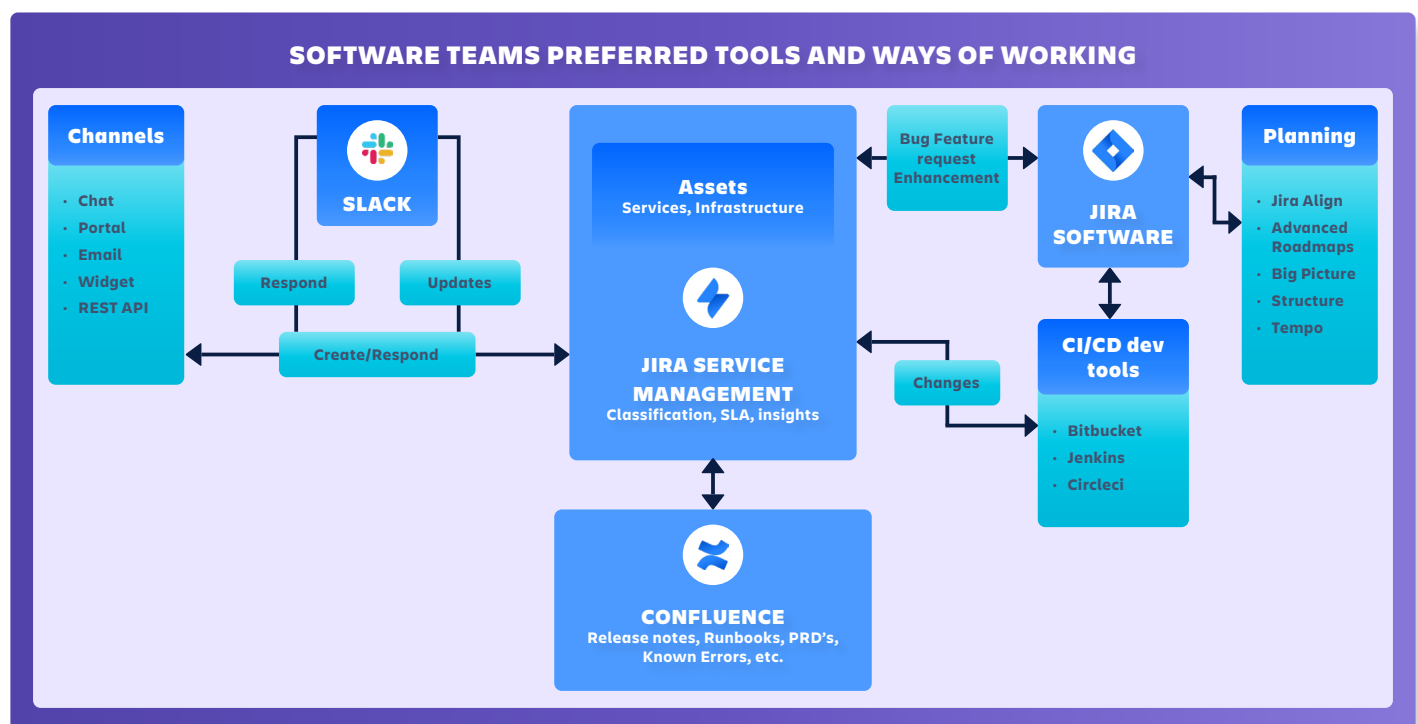 SOFTWARE TEAMS PREFERRED TOOLS AND WAYS OF WORKING
Channels
• Chat
• Portal
• Email
• Widget
• REST API
SLACK
Respond
Updates
Create/Respond
Assets
Services, Infrastructure
JIRA SERVICE
MANAGEMENT
Classification, SLA, insights
CONFLUENCE
Release notes, Runbooks, PRD's,
Known Errors, etc.
Bug Feature
request
Enhancement
Changes
JIRA
SOFTWARE
CI/CD dev
tools
• Bitbucket
• Jenkins
• Circleci
Planning
• Jira Align
• Advanced
Roadmaps
• Big Picture
• Structure
• Tempo